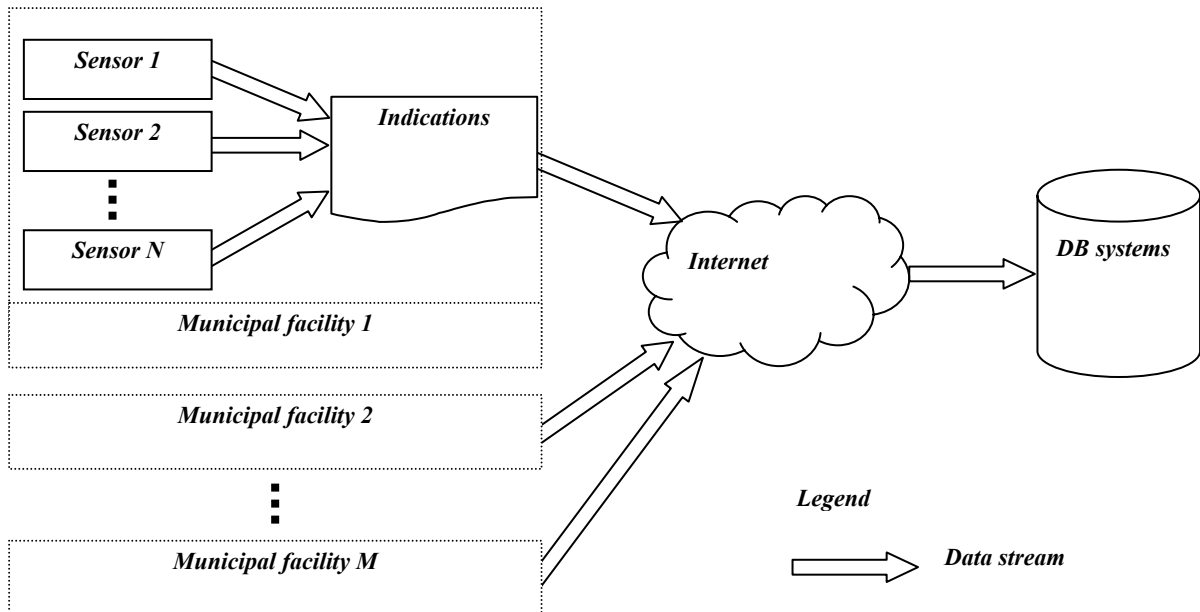 Sensor 1
Sensor 2
Sensor N
Indications
Municipal facility 1
Municipal facility 2
Municipal facility M
Internet
DB systems
Legend
Data stream